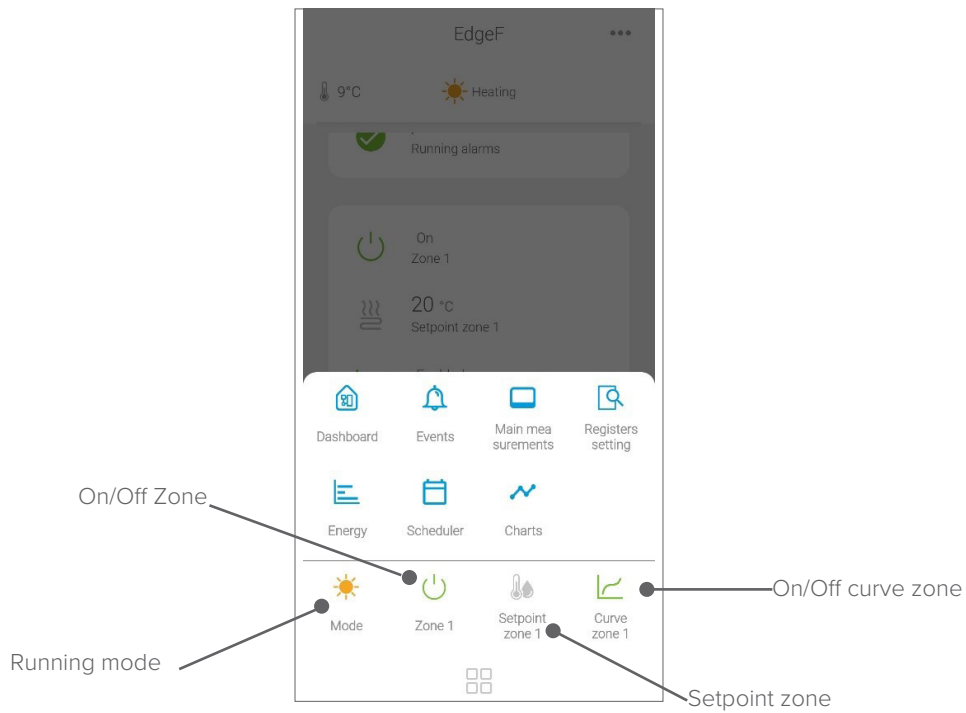 EdgeF
9°C
Heating
Running alarms
On
Zone 1
20 °C
Setpoint zone 1
Dashboard
Events
Main mea
surements
Registers
setting
On/Off Zone
Energy
Scheduler
Charts
On/Off curve zone
Mode
Zone 1
Setpoint
zone 1
Curve
zone 1
Running mode
Setpoint zone